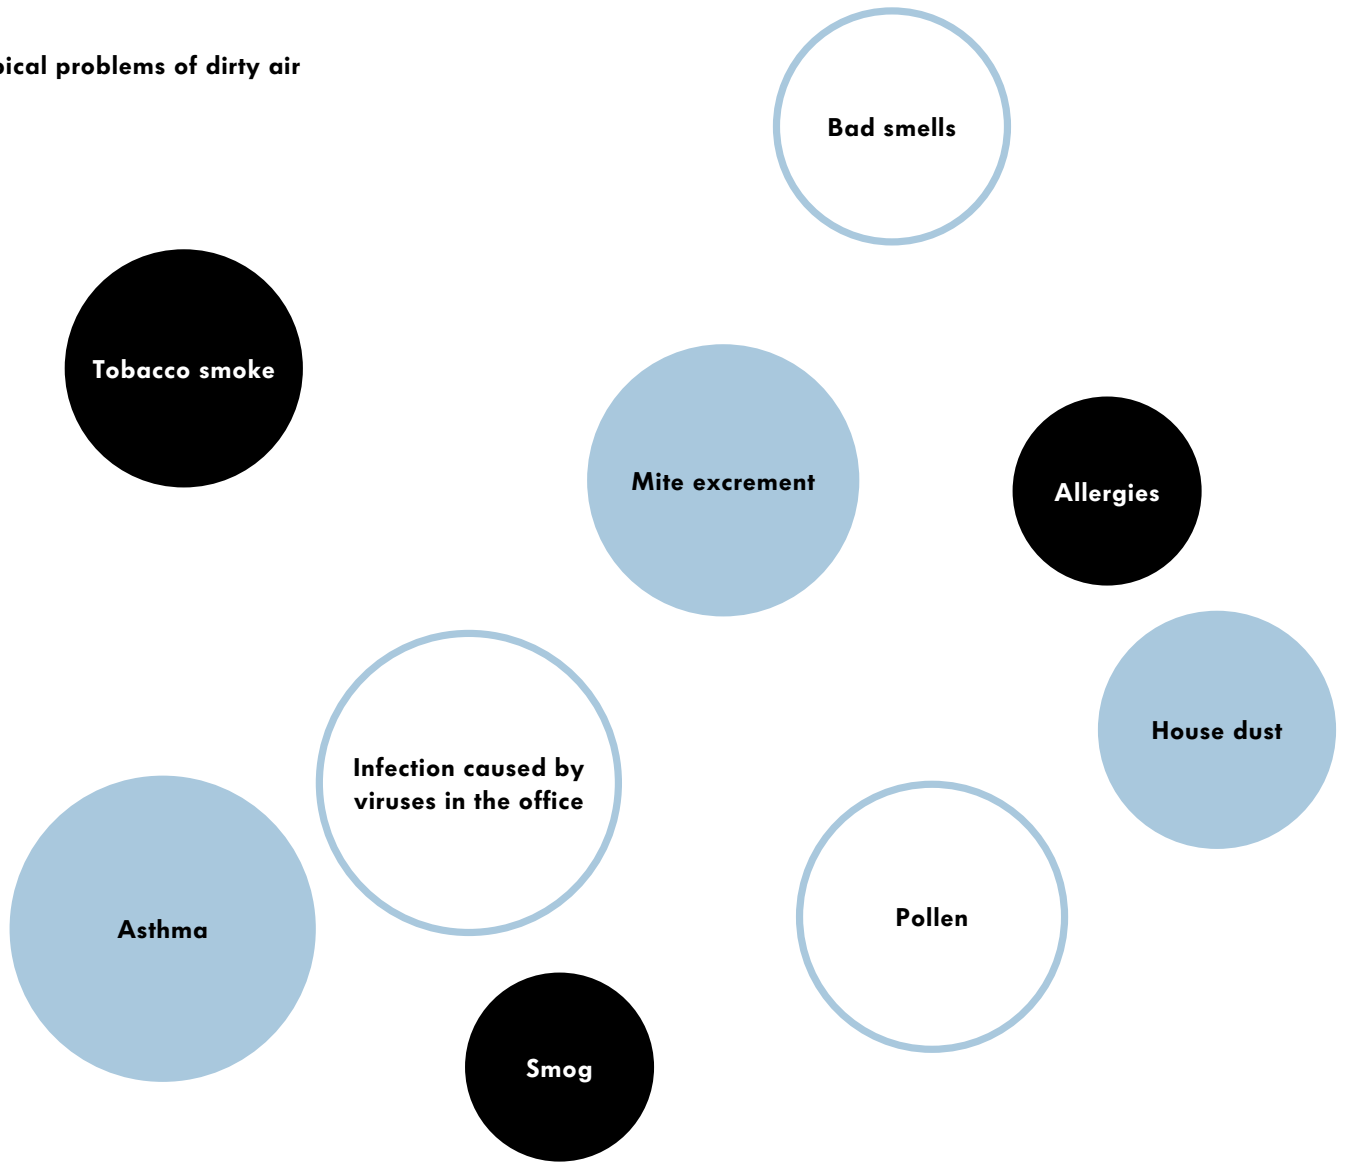 pical problems of dirty air
Bad smells
Tobacco smoke
Mite excrement
Allergies
House dust
Infection caused by
viruses in the office
Pollen
Asthma
Smog